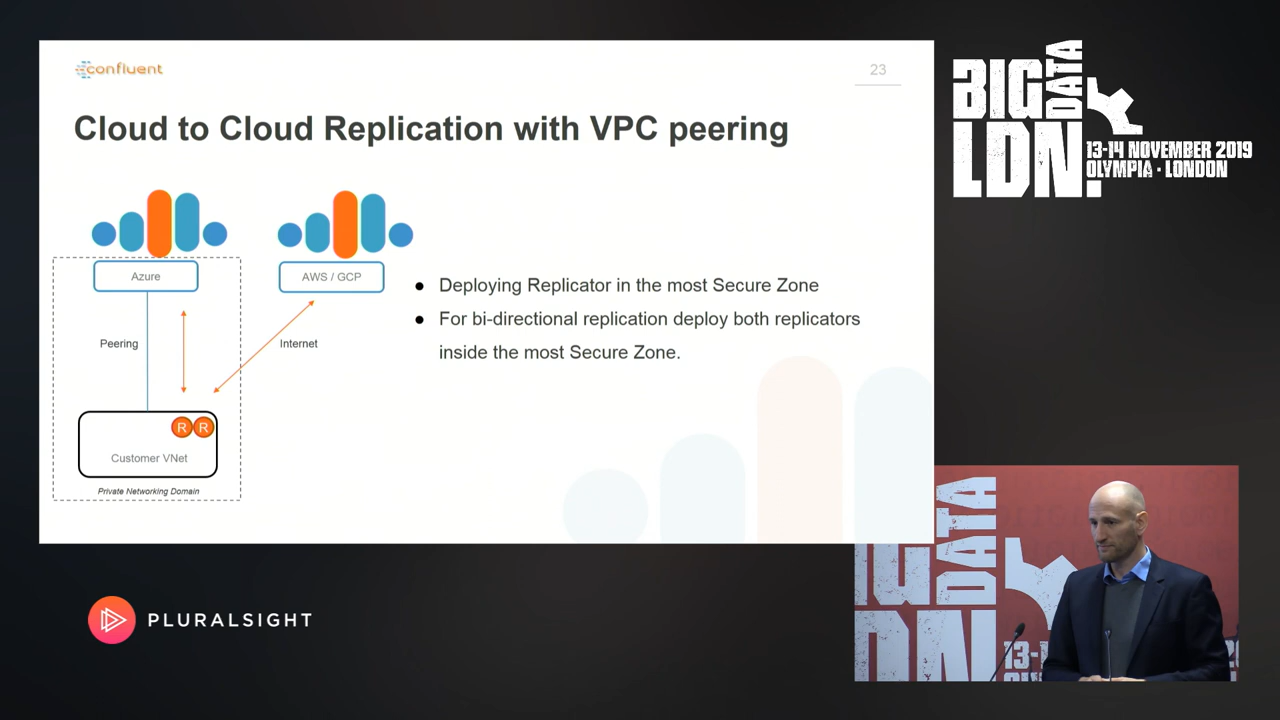 confluent
23
Cloud to Cloud Replication with VPC peering
Azure
AWS / GCP
Peering
Internet
R R
Customer VNet
Private Networking Domain
● Deploying Replicator in the most Secure Zone
● For bi-directional replication deploy both replicators
inside the most Secure Zone.
BIG
DATA
LDN.
13-14 NOVEMBER 2019
OLYMPIA · LONDON
PLURALSIGHT
DATA